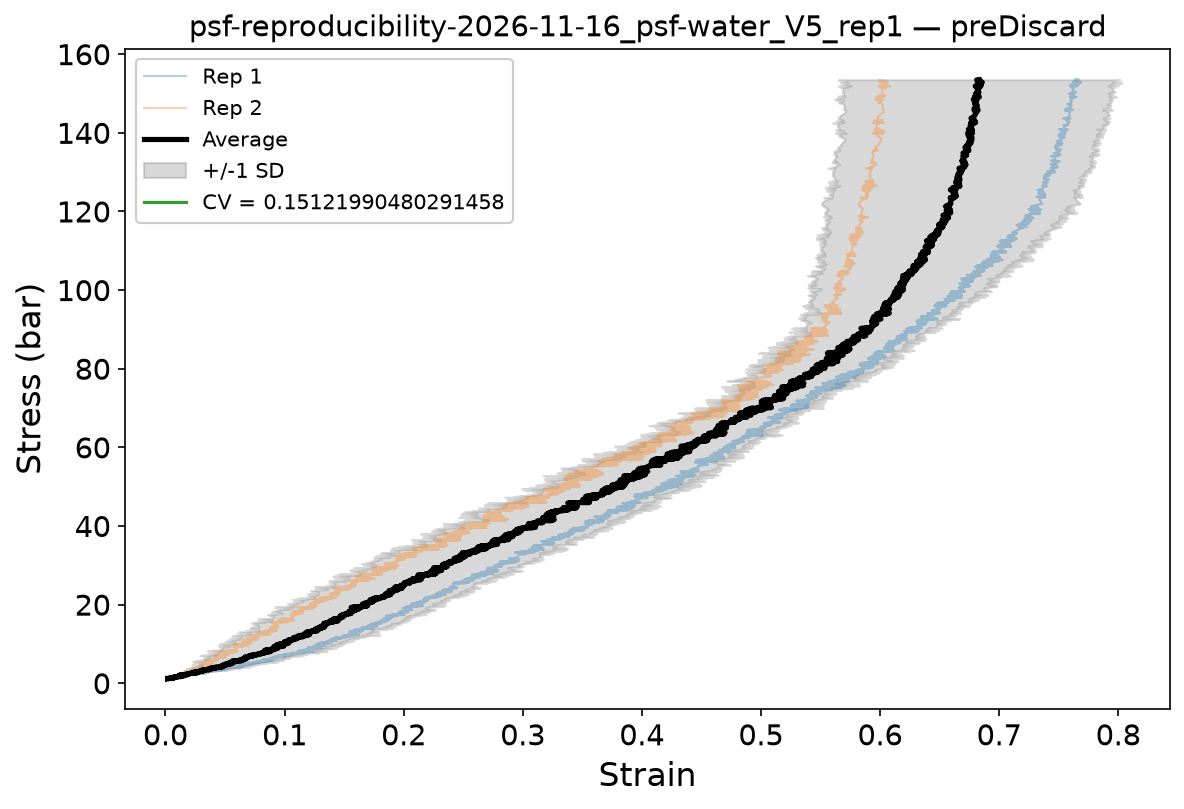 psf-reproducibility-2026-11-16_psf-water_V5_rep1 — preDiscard
Rep 1
Rep 2
Average
+/-1 SD
CV = 0.15121990480291458
Stress (bar)
160
140
120
100
80
60
40
20
0
0.0 0.1 0.2 0.3 0.4 0.5 0.6 0.7 0.8
Strain